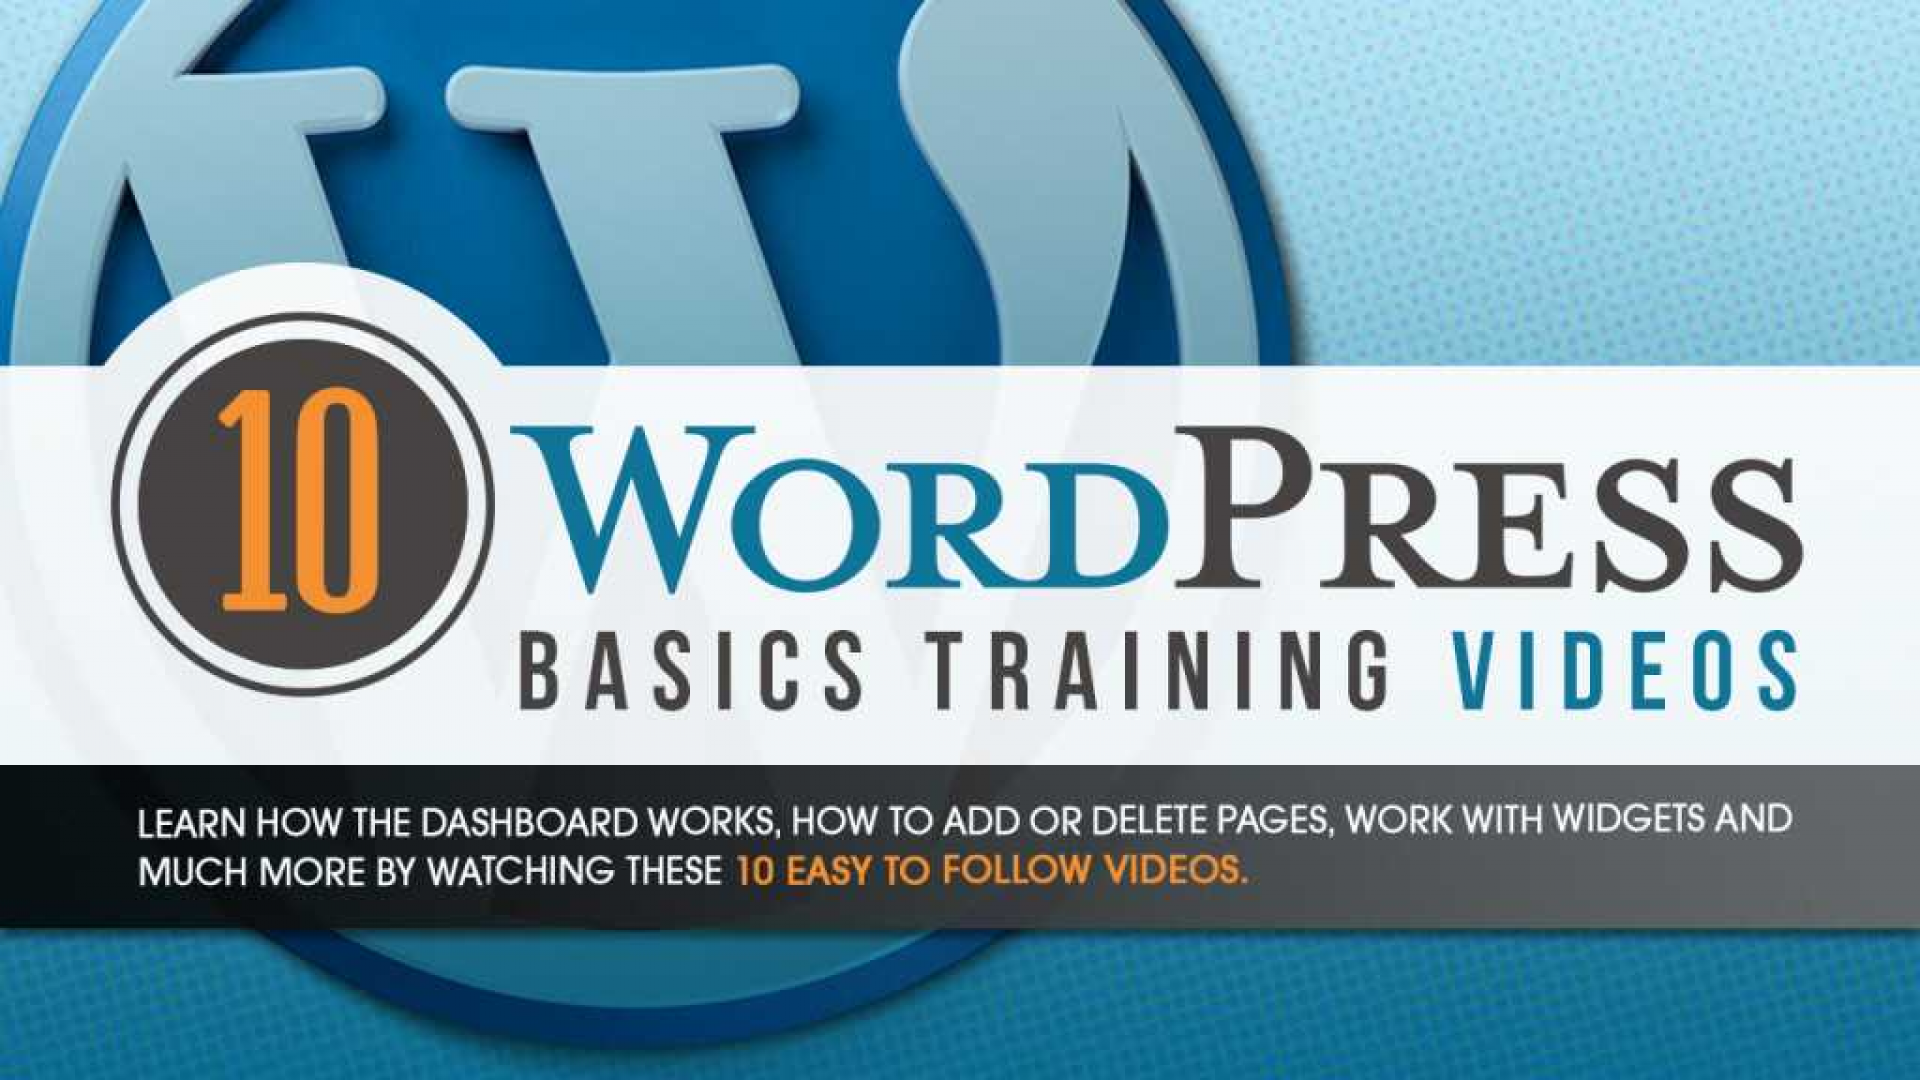 10 WORDPRESS
BASICS TRAINING VIDEOS
LEARN HOW THE DASHBOARD WORKS, HOW TO ADD OR DELETE PAGES, WORK WITH WIDGETS AND
MUCH MORE BY WATCHING THESE 10 EASY TO FOLLOW VIDEOS.